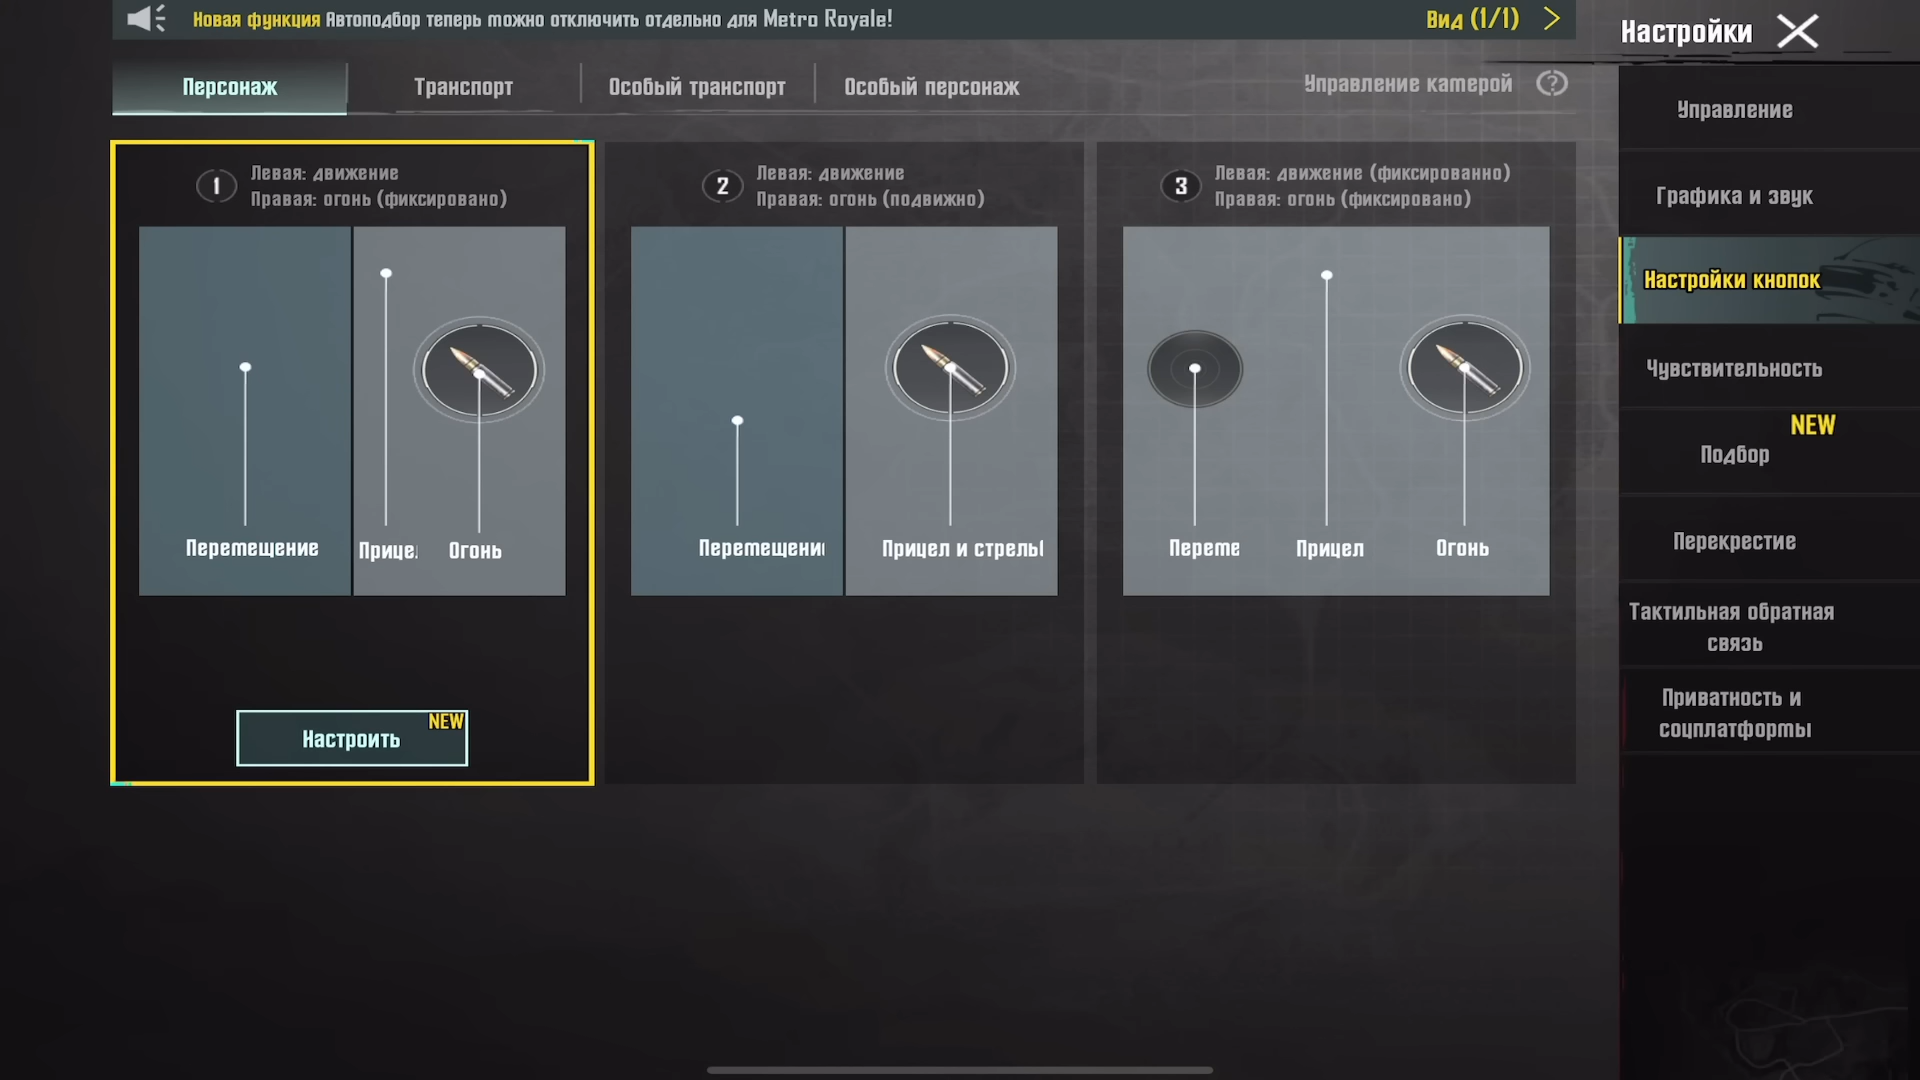 Новая функция Автоподбор теперь можно отключить отдельно для Metro Royale!
Вид (1/1)
Настройки
Персонаж
Транспорт
Особый транспорт
Особый персонаж
Управление камерой
?
1
Левая: движение
Правая: огонь (фиксировано)
Перемещение
Прицел
Огонь
Настроить
NEW
2
Левая: движение
Правая: огонь (подвижно)
Перемещени
Прицел и стрельб
3
Левая: движение (фиксированно)
Правая: огонь (фиксировано)
Переме
Прицел
Огонь
Управление
Графика и звук
Настройки кнопок
Чувствительность
NEW
Подбор
Перекрестие
Тактильная обратная
связь
Приватность и
соцплатформы